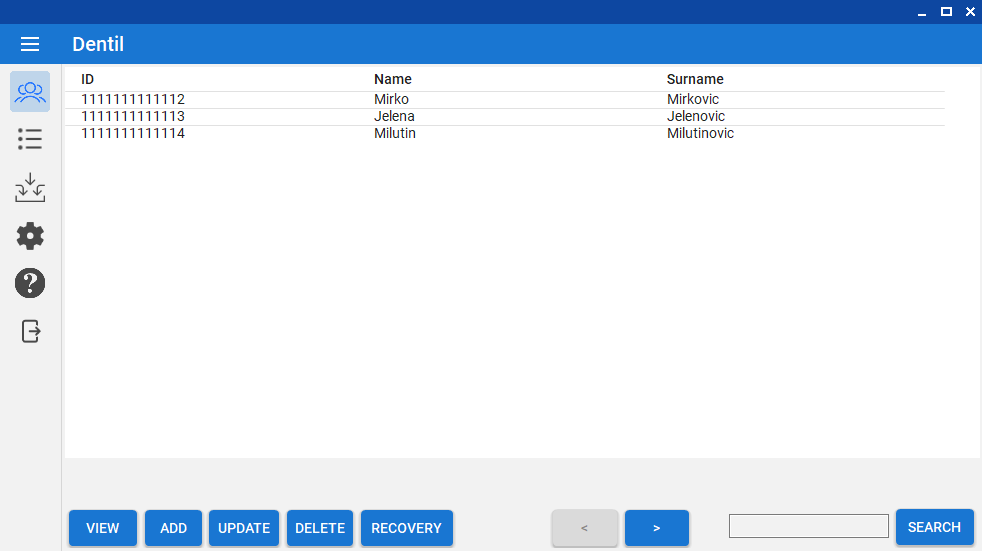 Dentil
ID Name Surname
1111111111112 Mirko Mirkovic
1111111111113 Jelena Jelenovic
1111111111114 Milutin Milutinovic
VIEW ADD UPDATE DELETE RECOVERY < > SEARCH